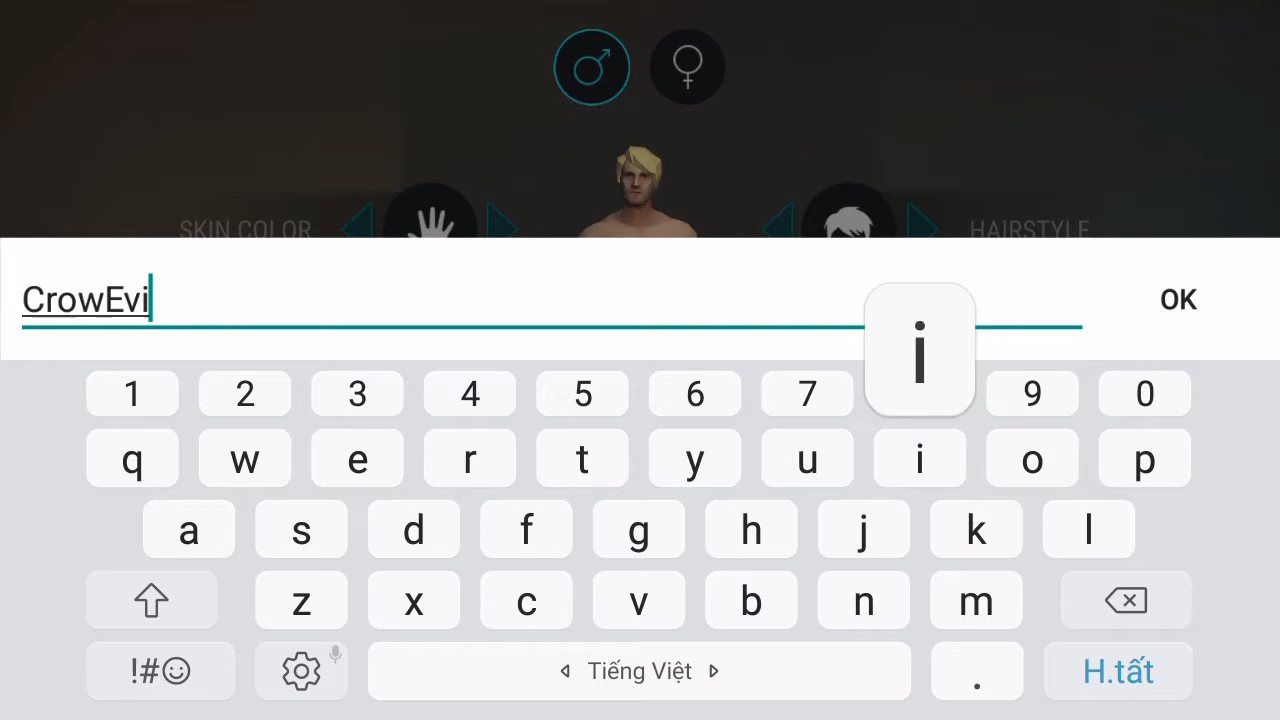 SKIN COLOR HAIRSTYLE
CrowEvi OK
i
1 2 3 4 5 6 7 9 0
q w e r t y u i o p
a s d f g h j k l
z x c v b n m
!#☺ Tiếng Việt . H.tất